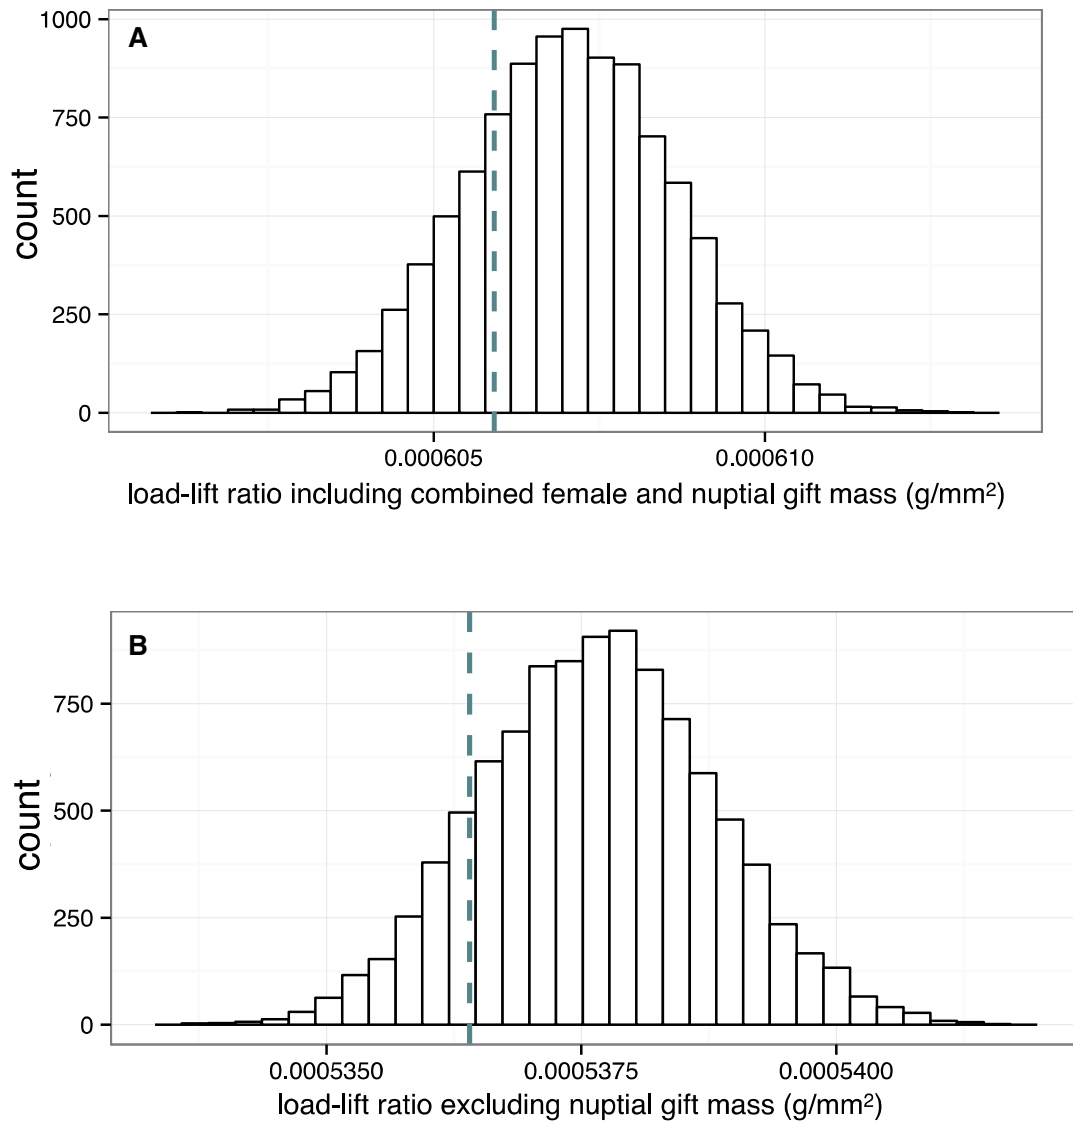 A
1000
750
500
250
0
count
0.000605 0.000610
load-lift ratio including combined female and nuptial gift mass (g/mm²)
B
750
500
250
0
count
0.0005350 0.0005375 0.0005400
load-lift ratio excluding nuptial gift mass (g/mm²)